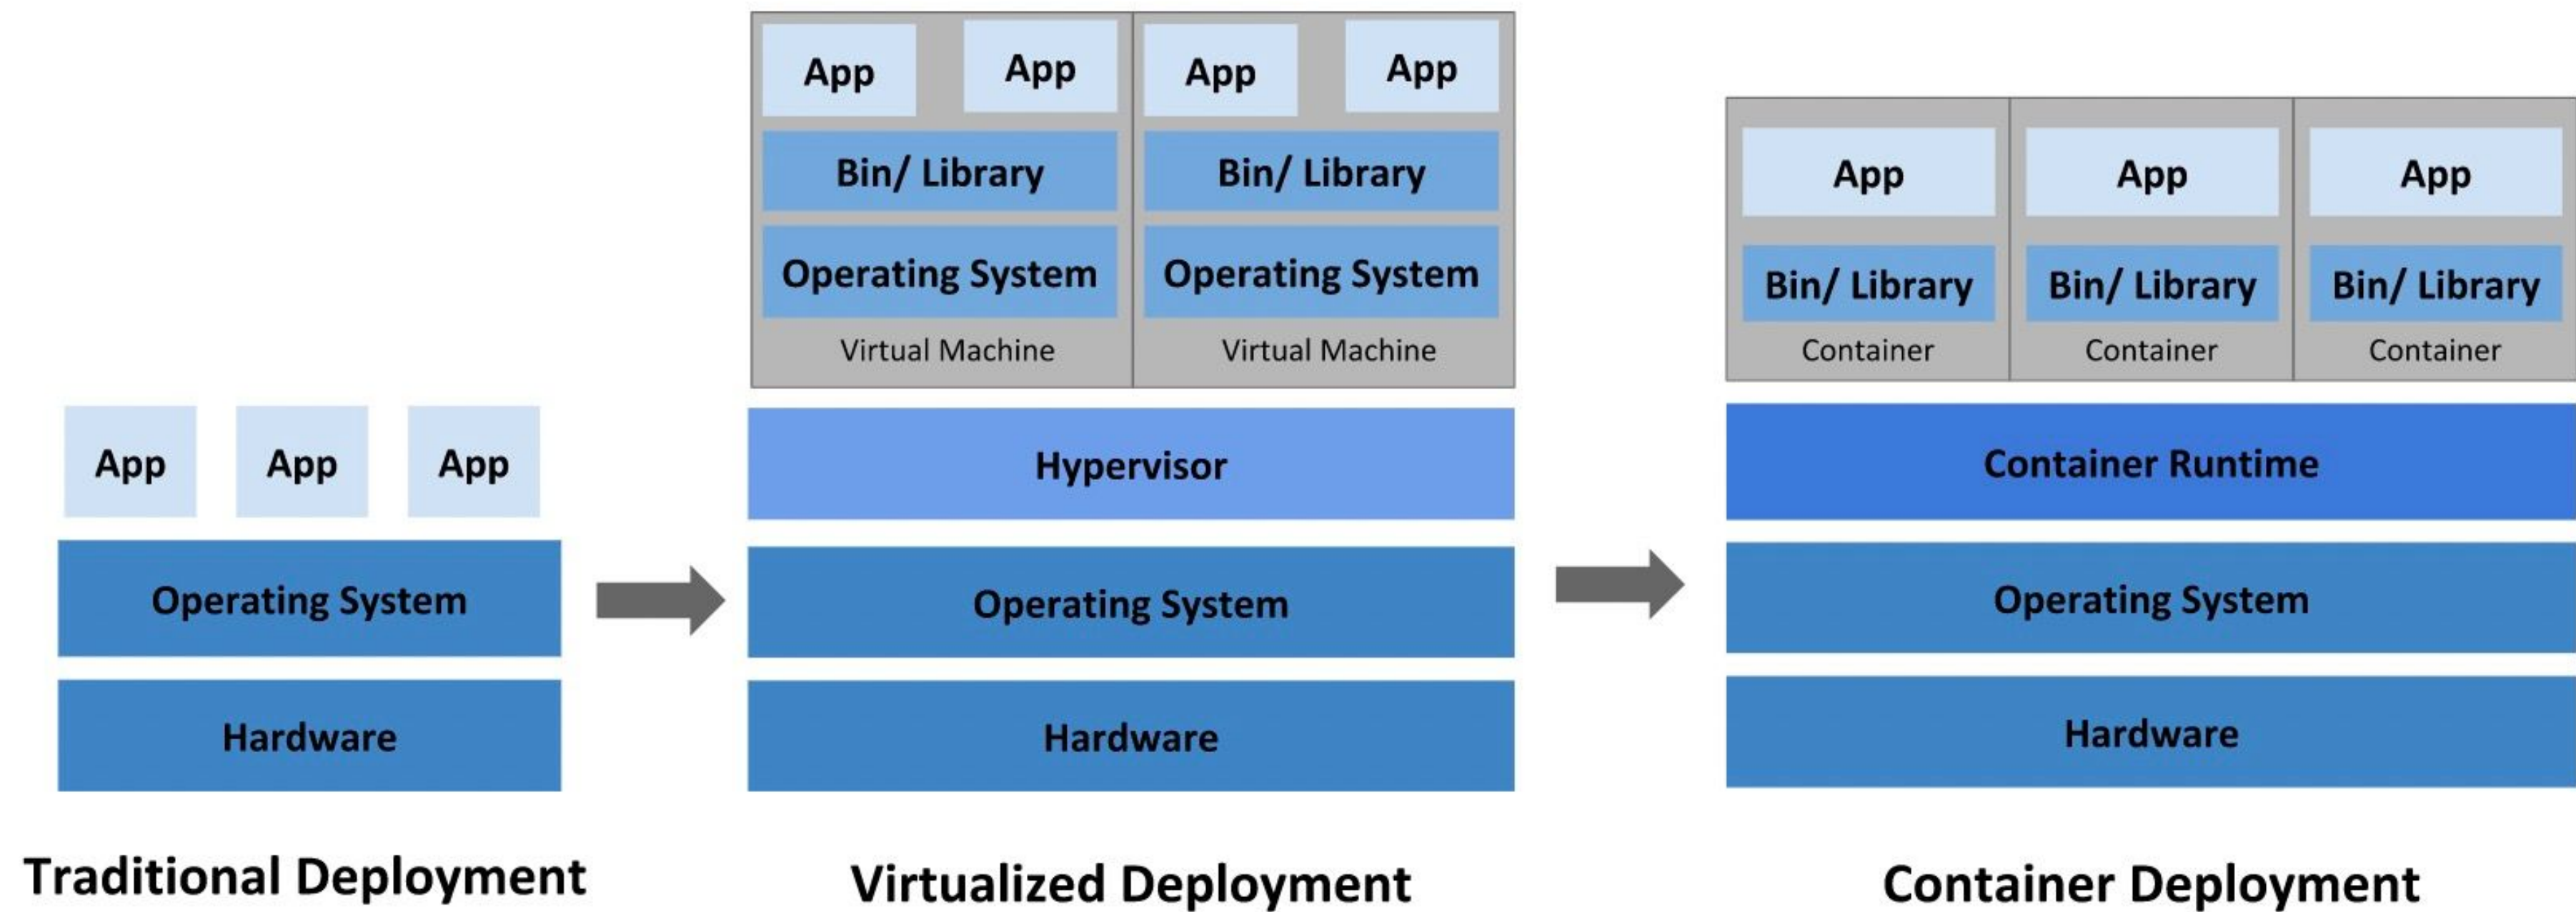 App
App
App
Operating System
Hardware
Traditional Deployment
App
App
App
App
Bin/ Library
Bin/ Library
Operating System
Operating System
Virtual Machine
Virtual Machine
Hypervisor
Operating System
Hardware
Virtualized Deployment
App
App
App
Bin/ Library
Bin/ Library
Bin/ Library
Container
Container
Container
Container Runtime
Operating System
Hardware
Container Deployment